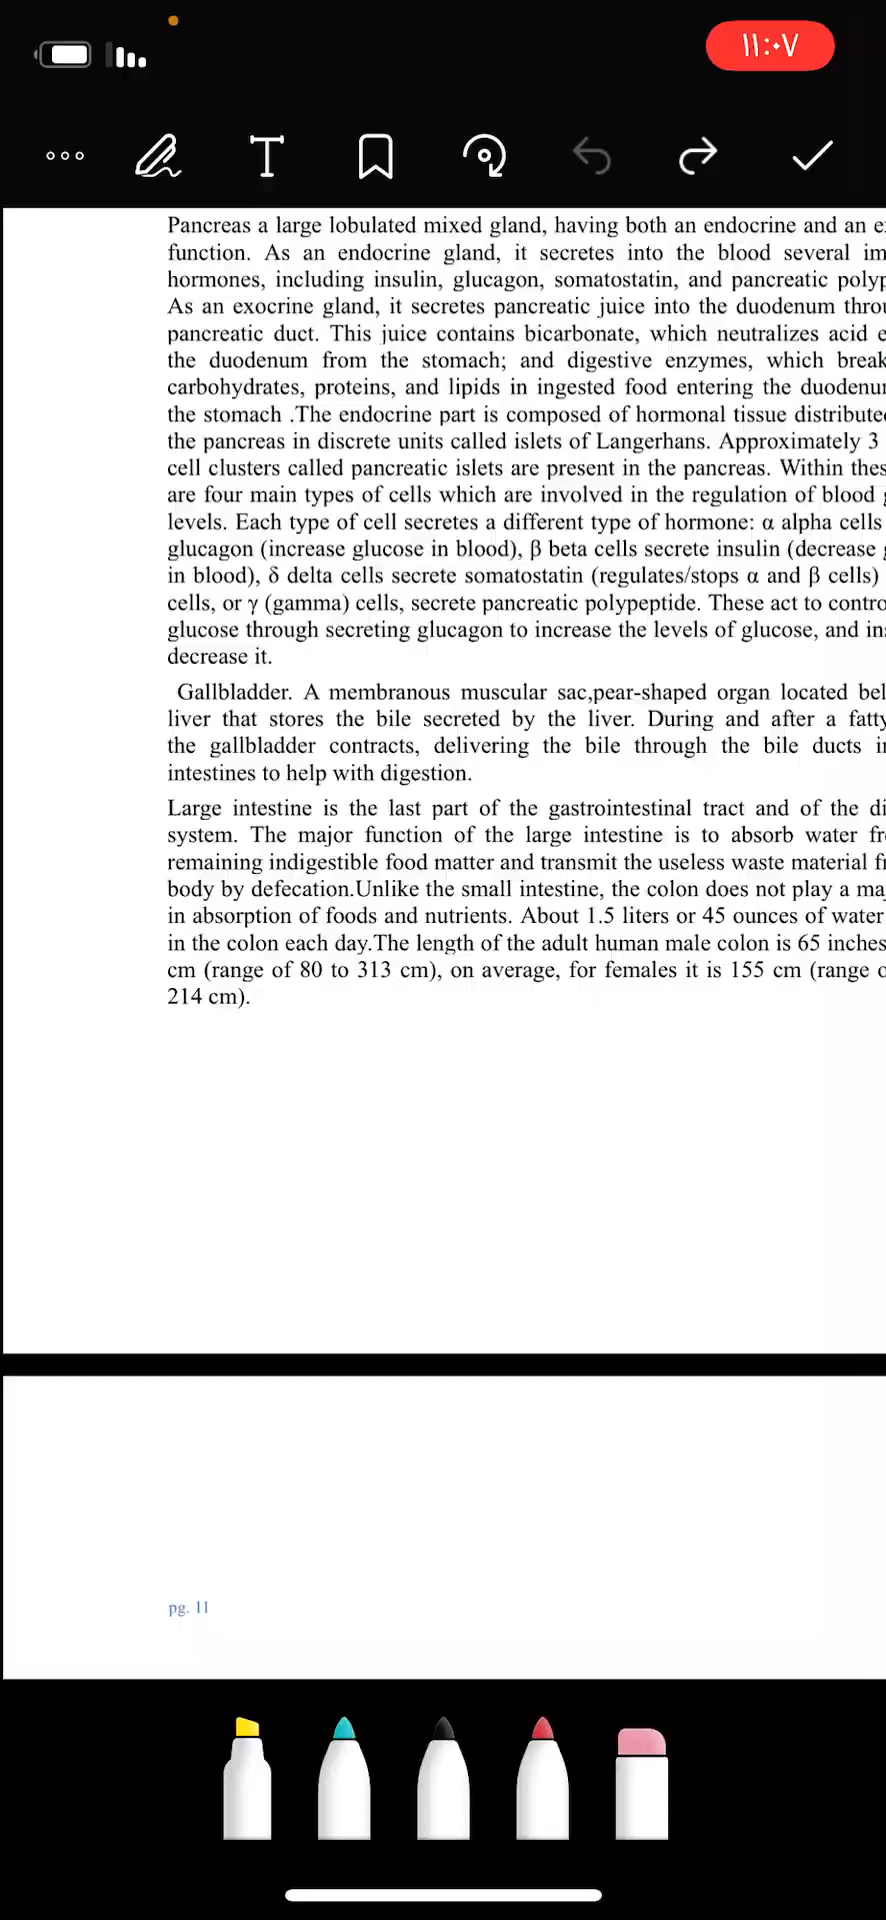 ١١:٠٧
T
Pancreas a large lobulated mixed gland, having both an endocrine and an
function. As an endocrine gland, it secretes into the blood several
hormones, including insulin, glucagon, somatostatin, and pancreatic
As an exocrine gland, it secretes pancreatic juice into the duodenum
pancreatic duct. This juice contains bicarbonate, which neutralizes acid
the duodenum from the stomach; and digestive enzymes, which break
carbohydrates, proteins, and lipids in ingested food entering the
the stomach .The endocrine part is composed of hormonal tissue
the pancreas in discrete units called islets of Langerhans. Approximately 3
cell clusters called pancreatic islets are present in the pancreas. Within
are four main types of cells which are involved in the regulation of blood
levels. Each type of cell secretes a different type of hormone: α alpha cells
glucagon (increase glucose in blood), β beta cells secrete insulin (decrease
in blood), δ delta cells secrete somatostatin (regulates/stops α and β cells)
cells, or γ (gamma) cells, secrete pancreatic polypeptide. These act to
glucose through secreting glucagon to increase the levels of glucose, and
decrease it.
Gallbladder. A membranous muscular sac,pear-shaped organ located
liver that stores the bile secreted by the liver. During and after a fatty
the gallbladder contracts, delivering the bile through the bile ducts
intestines to help with digestion.
Large intestine is the last part of the gastrointestinal tract and of the
system. The major function of the large intestine is to absorb water
remaining indigestible food matter and transmit the useless waste material
body by defecation.Unlike the small intestine, the colon does not play a
in absorption of foods and nutrients. About 1.5 liters or 45 ounces of water
in the colon each day.The length of the adult human male colon is 65 inches
cm (range of 80 to 313 cm), on average, for females it is 155 cm (range
214 cm).
pg. 11